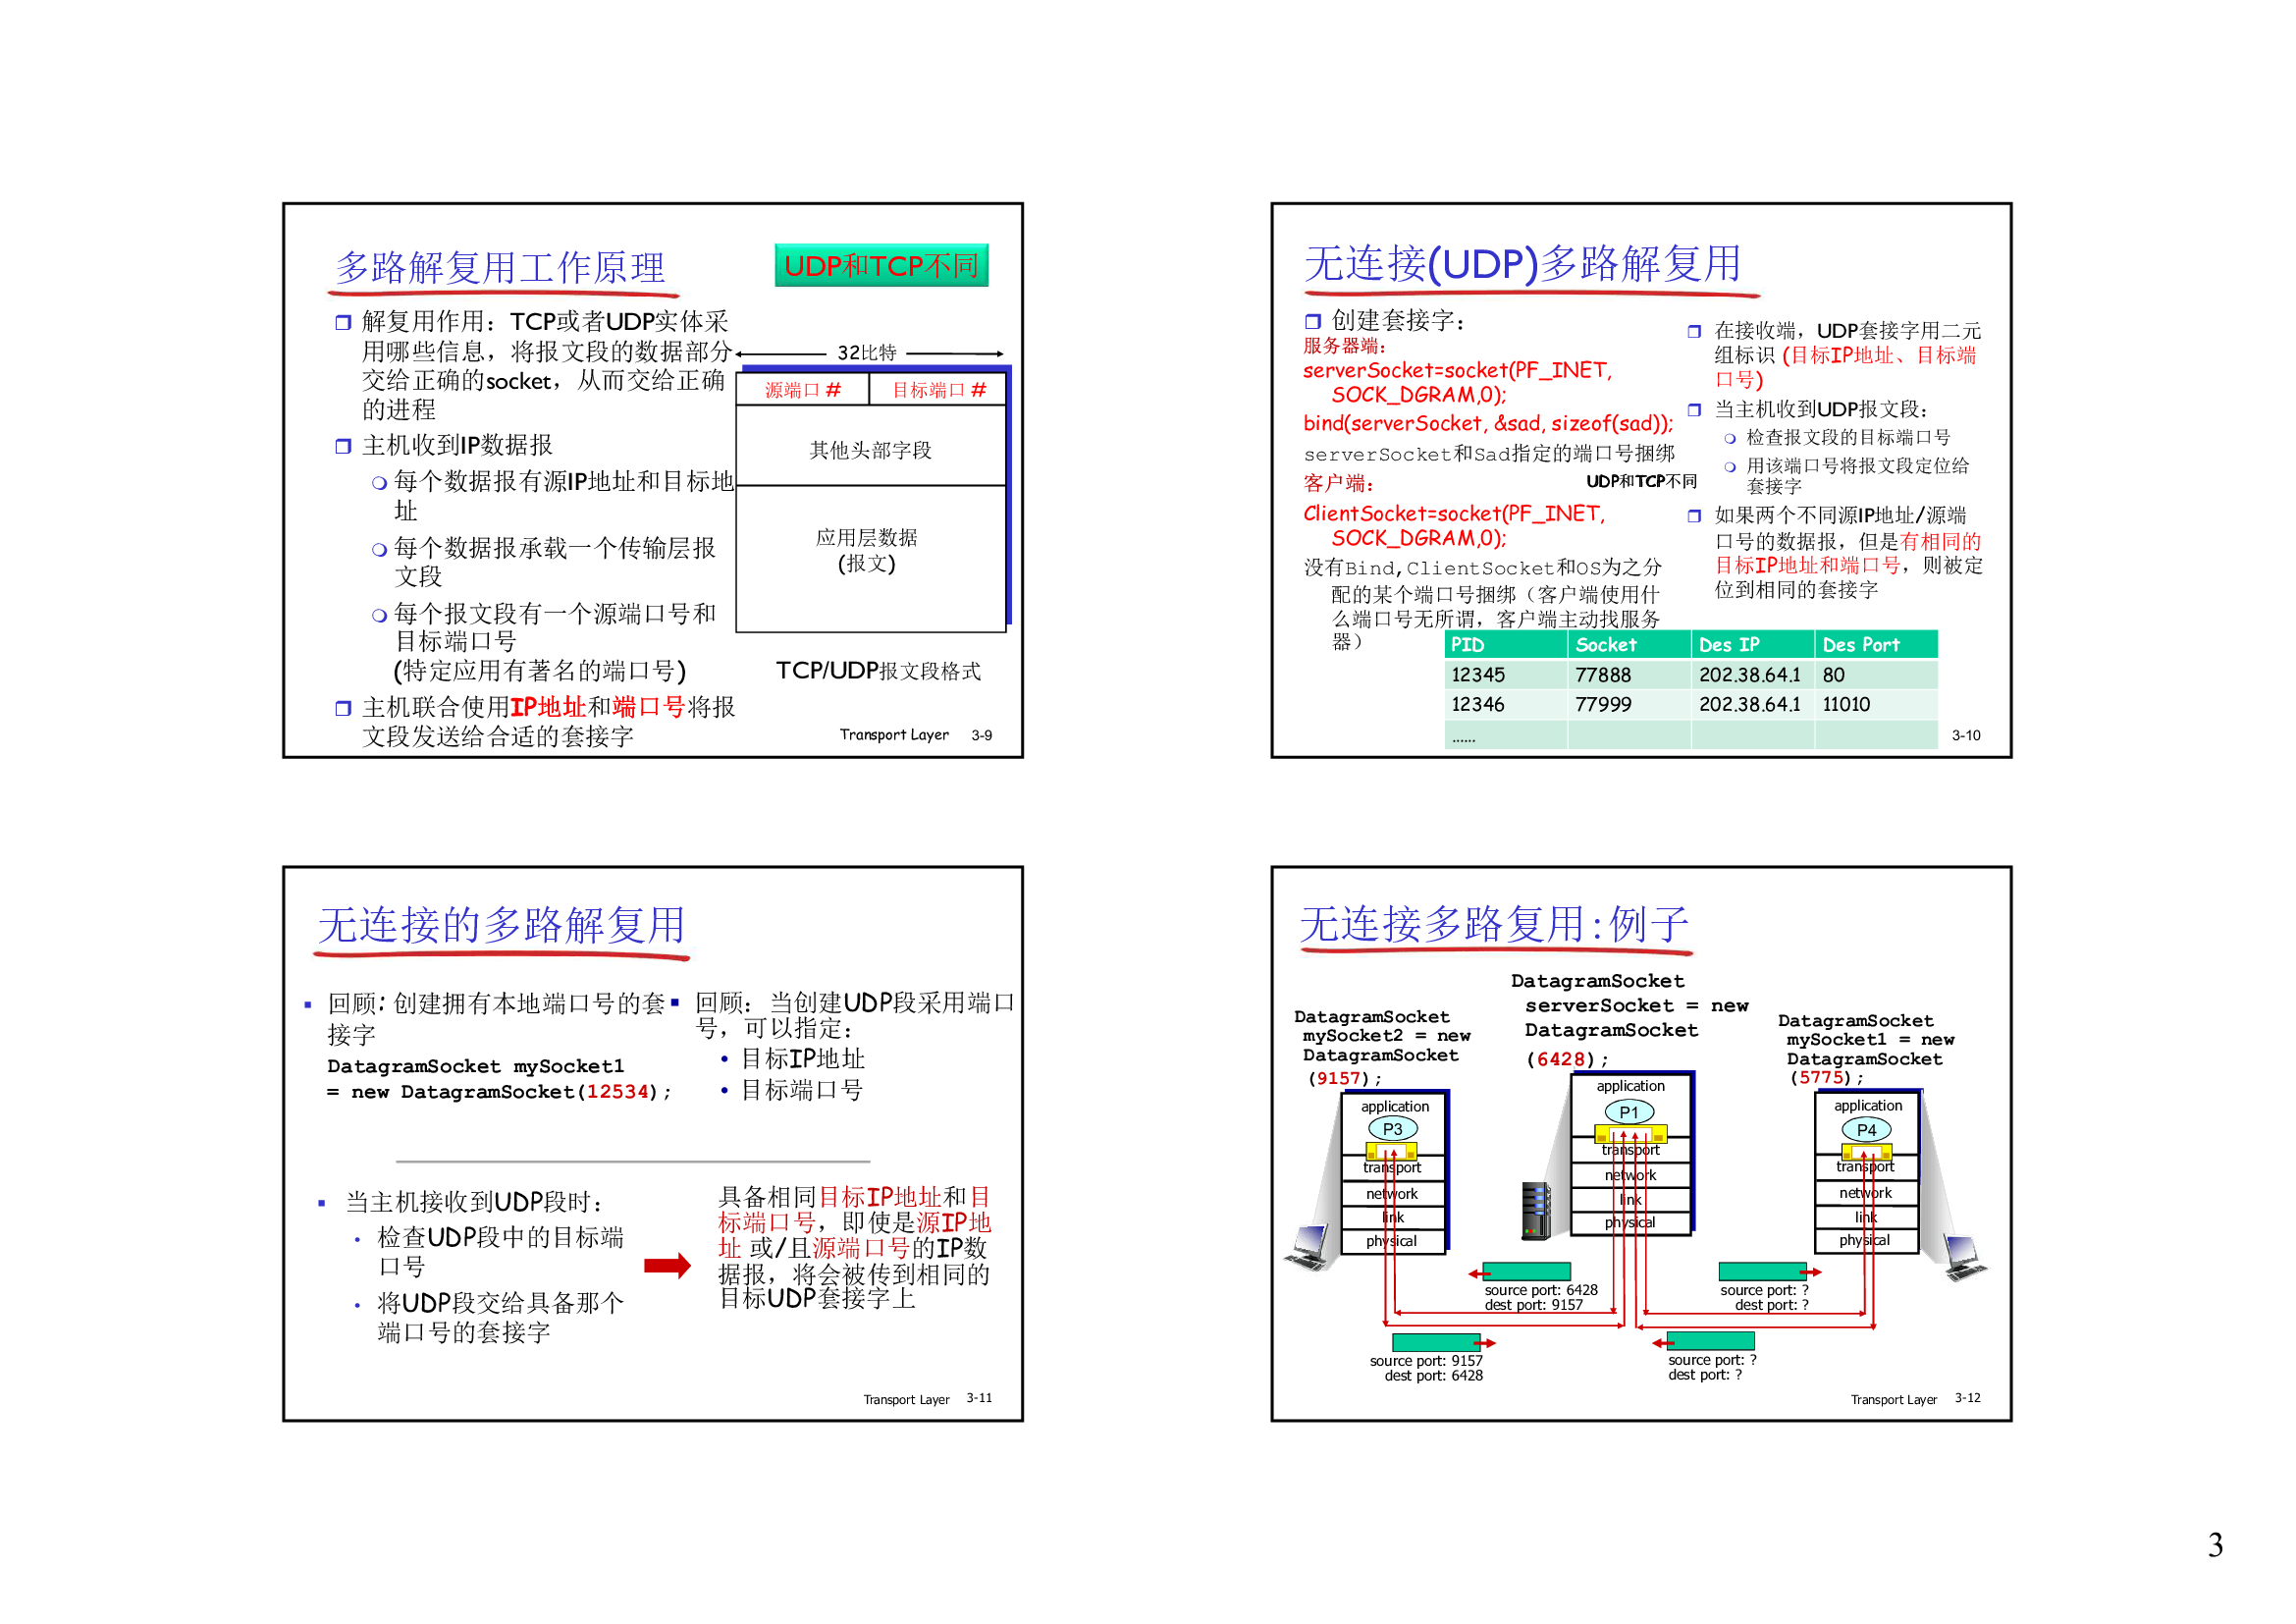 多路解复用工作原理
UDP和TCP不同
解复用作用：TCP或者UDP实体采
用哪些信息，将报文段的数据部分
交给正确的socket，从而交给正确
的进程
主机收到IP数据报
每个数据报有源IP地址和目标地
址
每个数据报承载一个传输层报
文段
每个报文段有一个源端口号和
目标端口号
(特定应用有著名的端口号)
主机联合使用IP地址和端口号将报
文段发送给合适的套接字
32比特
源端口 # 目标端口 #
其他头部字段
应用层数据
(报文)
TCP/UDP报文段格式
Transport Layer 3-9
无连接(UDP)多路解复用
创建套接字：
服务器端：
serverSocket=socket(PF_INET,
SOCK_DGRAM,0);
bind(serverSocket, &sad, sizeof(sad));
serverSocket和Sad指定的端口号捆绑
客户端：
UDP和TCP不同
ClientSocket=socket(PF_INET,
SOCK_DGRAM,0);
没有Bind,ClientSocket和OS为之分
配的某个端口号捆绑（客户端使用什
么端口号无所谓，客户端主动找服务
器）
在接收端，UDP套接字用二元
组标识 (目标IP地址、目标端
口号)
当主机收到UDP报文段：
检查报文段的目标端口号
用该端口号将报文段定位给
套接字
如果两个不同源IP地址/源端
口号的数据报，但是有相同的
目标IP地址和端口号，则被定
位到相同的套接字
PID Socket Des IP Des Port
12345 77888 202.38.64.1 80
12346 77999 202.38.64.1 11010
……
3-10
无连接的多路解复用
回顾: 创建拥有本地端口号的套
接字
DatagramSocket mySocket1
= new DatagramSocket(12534);
回顾：当创建UDP段采用端口
号，可以指定：
目标IP地址
目标端口号
当主机接收到UDP段时：
检查UDP段中的目标端
口号
将UDP段交给具备那个
端口号的套接字
具备相同目标IP地址和目
标端口号，即使是源IP地
址 或/且源端口号的IP数
据报，将会被传到相同的
目标UDP套接字上
Transport Layer 3-11
无连接多路复用:例子
DatagramSocket
serverSocket = new
DatagramSocket
(6428);
DatagramSocket
mySocket2 = new
DatagramSocket
(9157);
DatagramSocket
mySocket1 = new
DatagramSocket
(5775);
application
P3
transport
network
link
physical
application
P1
transport
network
link
physical
application
P4
transport
network
link
physical
source port: 6428
dest port: 9157
source port: ?
dest port: ?
source port: 9157
dest port: 6428
source port: ?
dest port: ?
Transport Layer 3-12
3